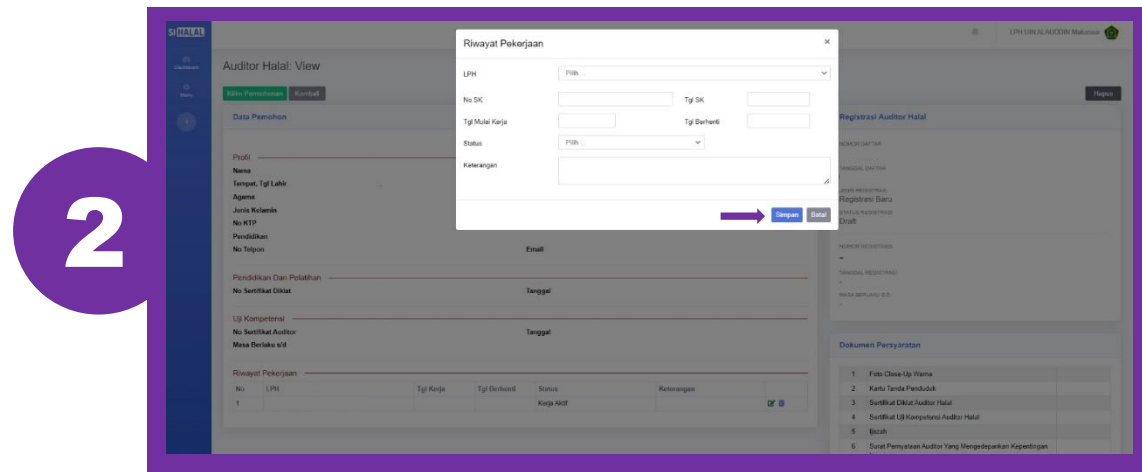 2
SI HALAL
LPH UIN ALAUDDIN Makassar
Dashboard
Menu
Auditor Halal: View
Kirim Permohonan Kembali
Hapus
Riwayat Pekerjaan ×
LPH Pilih ...
No SK Tgl SK
Tgl Mulai Kerja Tgl Berhenti
Status Pilih ...
Keterangan
Simpan Batal
Data Pemohon
Profil
Nama
Tempat, Tgl Lahir
Agama
Jenis Kelamin
No KTP
Pendidikan
No Telpon Email
Pendidikan Dan Pelatihan
No Sertifikat Diklat Tanggal
Uji Kompetensi
No Sertifikat Auditor Tanggal
Masa Berlaku s/d
Riwayat Pekerjaan
No LPH Tgl Kerja Tgl Berhenti Status Keterangan
1 Kerja Aktif
Registrasi Auditor Halal
NOMOR DAFTAR
TANGGAL DAFTAR
JENIS REGISTRASI
Registrasi Baru
STATUS REGISTRASI
Draft
NOMOR REGISTRASI
-
TANGGAL REGISTRASI
-
MASA BERLAKU S/D
-
Dokumen Persyaratan
1 Foto Close-Up Warna
2 Kartu Tanda Penduduk
3 Sertifikat Diklat Auditor Halal
4 Sertifikat Uji Kompetensi Auditor Halal
5 Ijazah
6 Surat Pernyataan Auditor Yang Mengedepankan Kepentingan